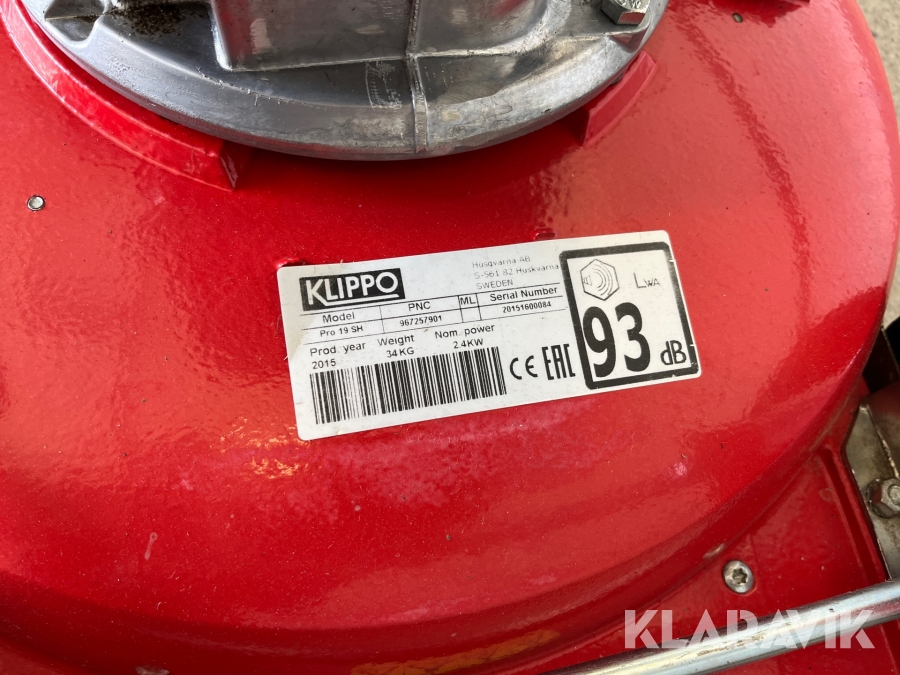 KLIPPO
Husqvarna AB
S-561 82 Huskvarna
SWEDEN
Model PNC ML Serial Number
Pro 19 SH 967257901 20151600084
Prod. year Weight Nom. power
2015 34KG 2.4KW
CE EAC
LWA
93 dB
KLARAVIK